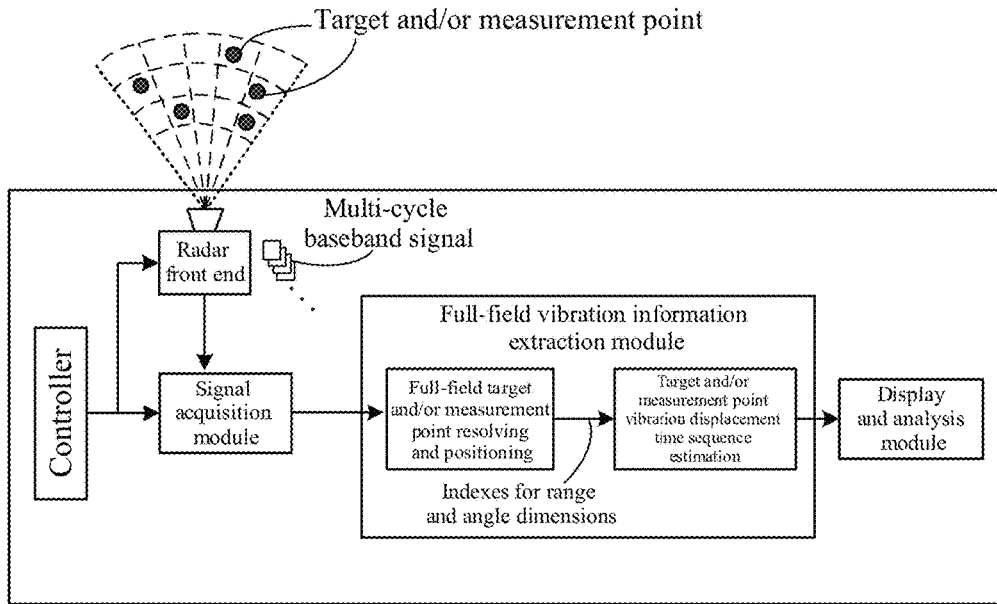 Target and/or measurement point
Multi-cycle
baseband signal
Radar
front end
Controller
Signal
acquisition
module
Full-field vibration information
extraction module
Full-field target
and/or measurement
point resolving
and positioning
Target and/or
measurement point
vibration displacement
time sequence
estimation
Indexes for range
and angle dimensions
Display
and analysis
module